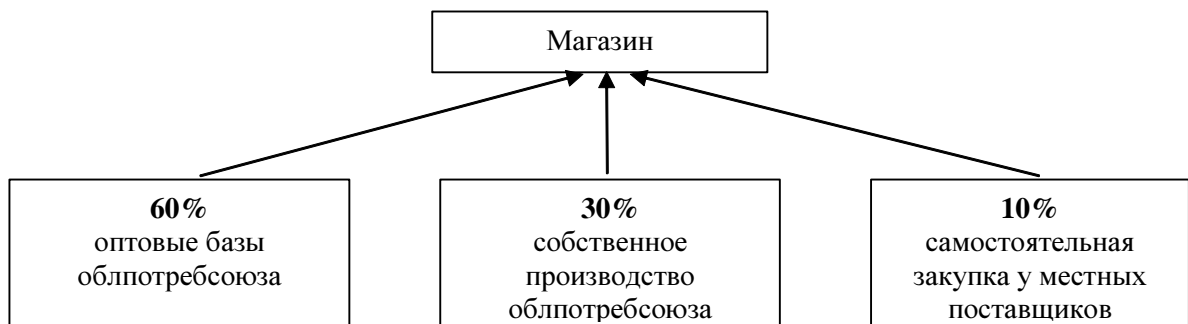 Магазин
60%
оптовые базы
облпотребсоюза
30%
собственное
производство
облпотребсоюза
10%
самостоятельная
закупка у местных
поставщиков